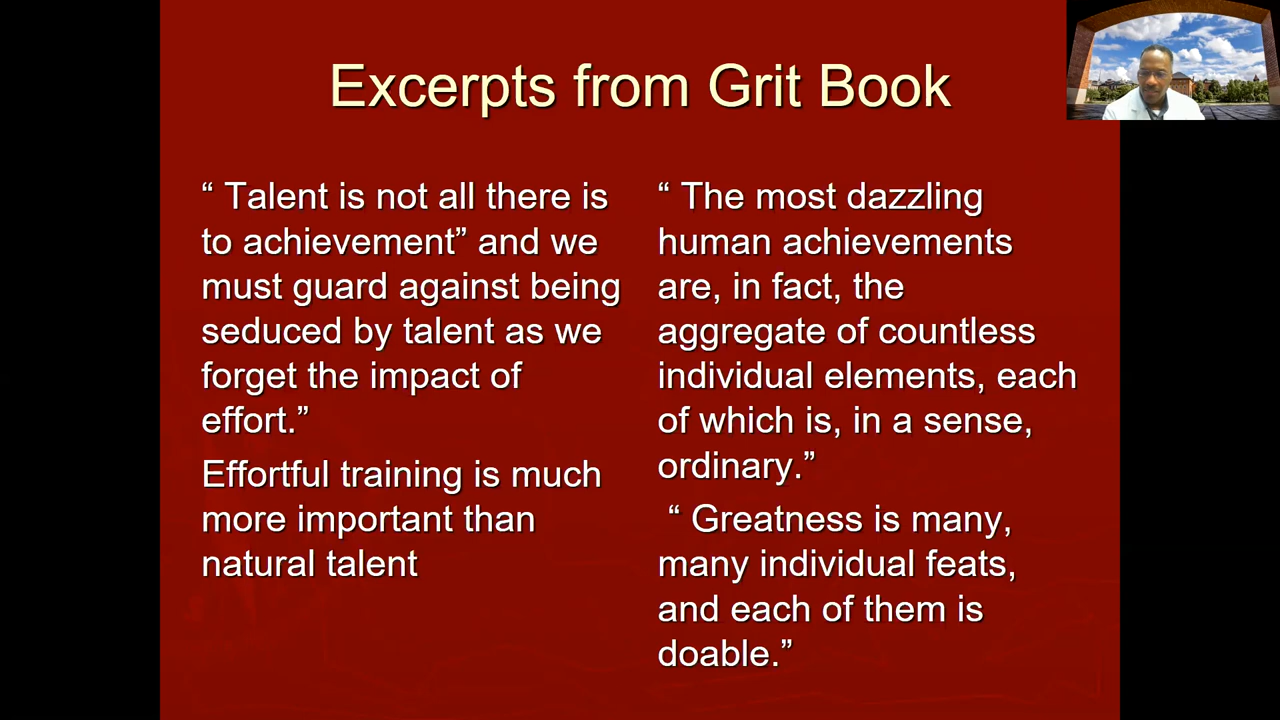 Excerpts from Grit Book
“ Talent is not all there is
to achievement” and we
must guard against being
seduced by talent as we
forget the impact of
effort.”
Effortful training is much
more important than
natural talent
“ The most dazzling
human achievements
are, in fact, the
aggregate of countless
individual elements, each
of which is, in a sense,
ordinary.”
“ Greatness is many,
many individual feats,
and each of them is
doable.”